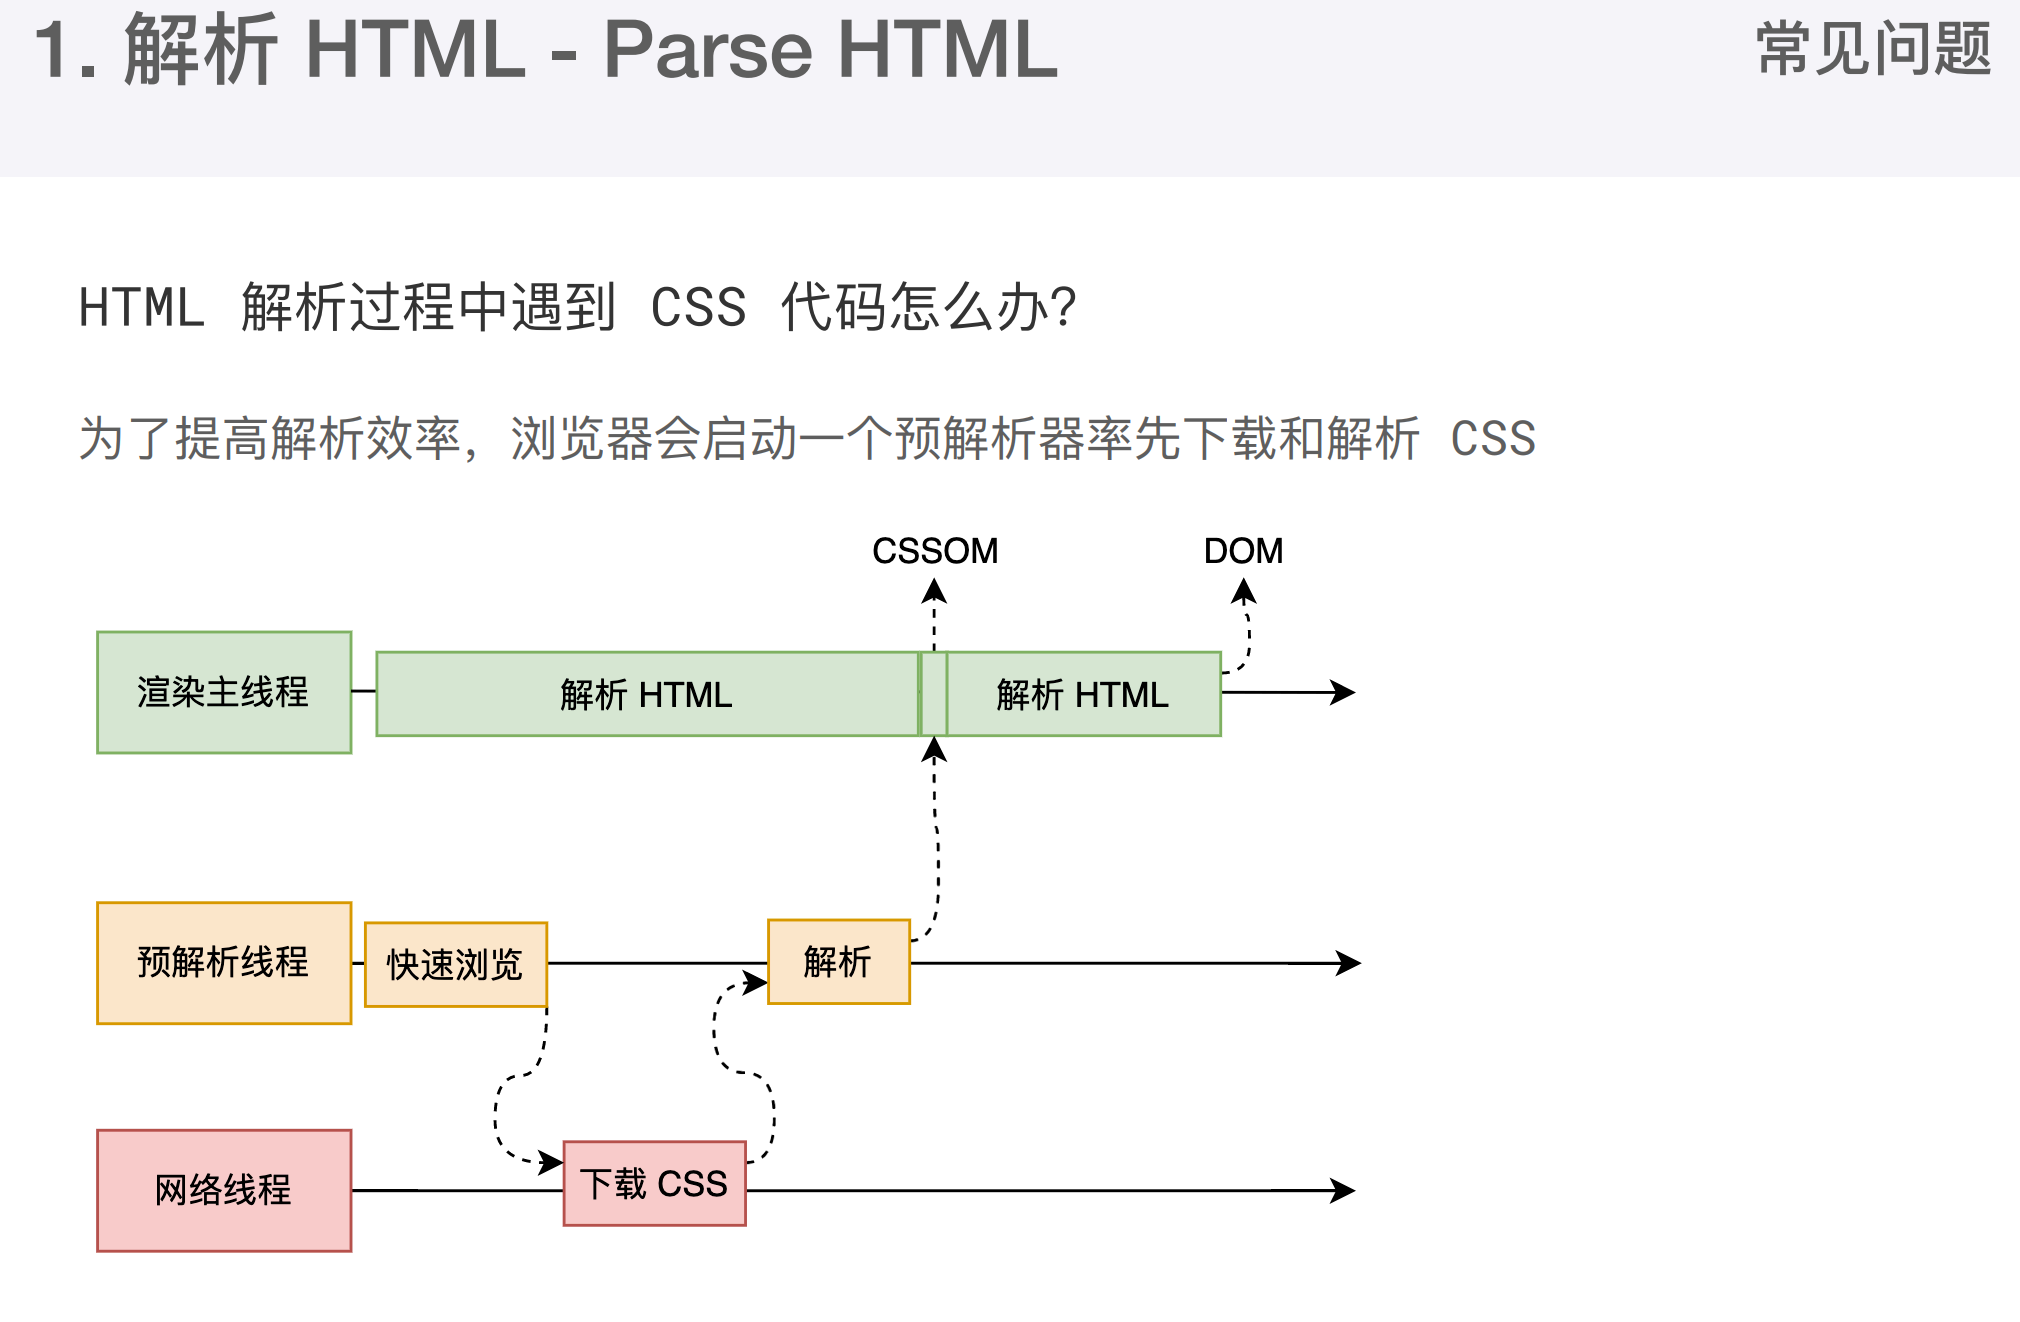 1. 解析 HTML - Parse HTML
常见问题
HTML 解析过程中遇到 CSS 代码怎么办?
为了提高解析效率，浏览器会启动一个预解析器率先下载和解析 CSS
CSSOM
DOM
渲染主线程
解析 HTML
解析 HTML
预解析线程
快速浏览
解析
网络线程
下载 CSS